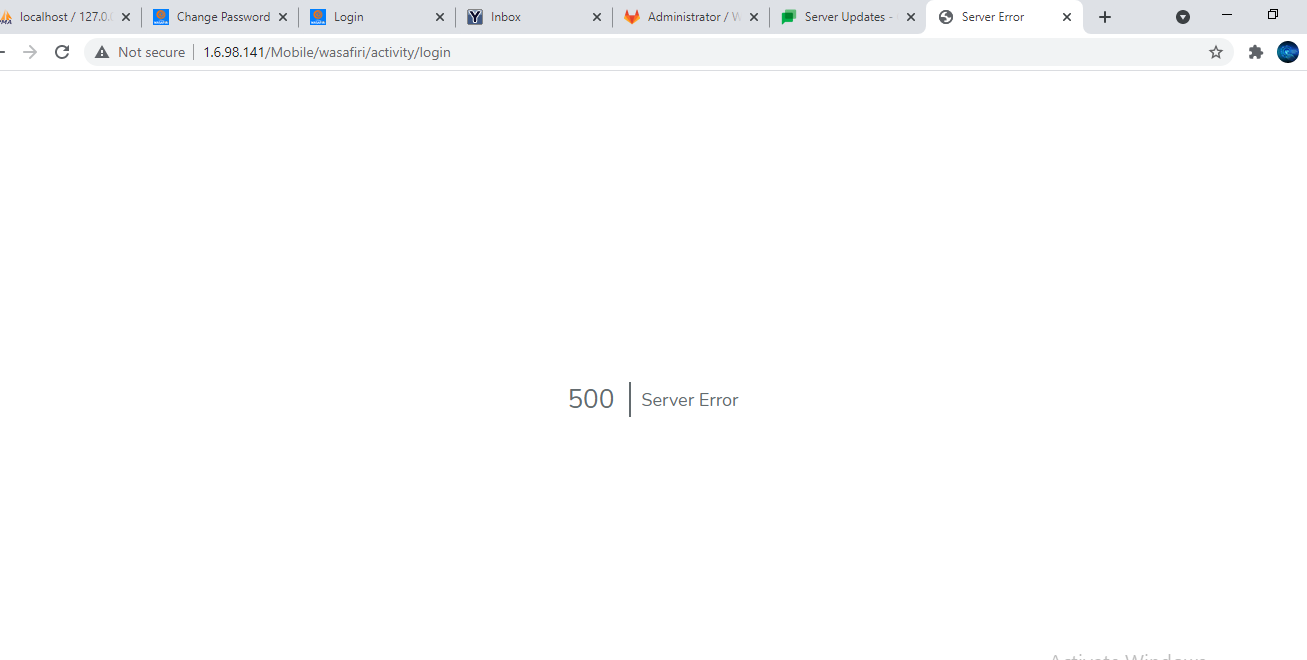 localhost / 127.0. Change Password Login Inbox Administrator / W Server Updates - Server Error
Not secure 1.6.98.141/Mobile/wasafiri/activity/login
500 Server Error
Activate Windows